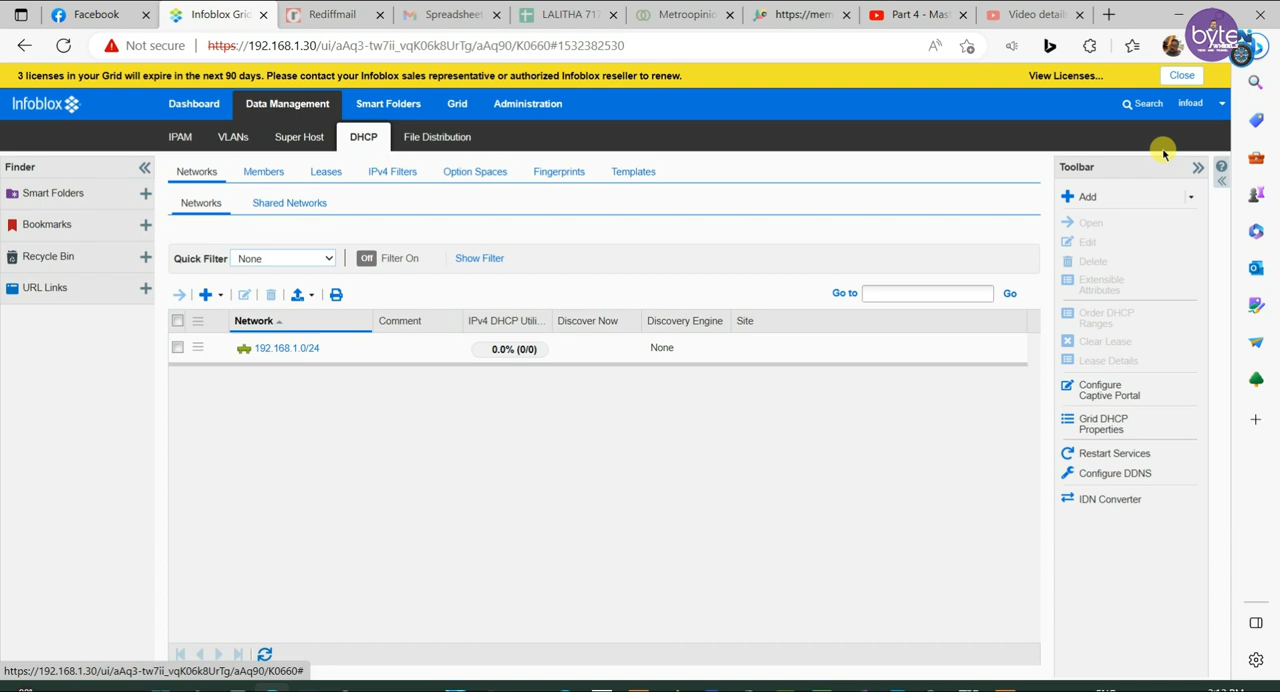 Facebook
Infoblox Gri
Rediffmail
Spreadshee
LALITHA 717
Metroopinio
https://mem
Part 4 - Mas
Video detail
Not secure
https://192.168.1.30/ui/aAq3-tw7ii_vqK06k8UrTg/aAq90/K0660#1532382530
byte
3 licenses in your Grid will expire in the next 90 days. Please contact your Infoblox sales representative or authorized Infoblox reseller to renew.
View Licenses...
Close
Infoblox
Dashboard
Data Management
Smart Folders
Grid
Administration
Search
infoad
IPAM
VLANs
Super Host
DHCP
File Distribution
Finder
Smart Folders
Bookmarks
Recycle Bin
URL Links
Networks
Members
Leases
IPv4 Filters
Option Spaces
Fingerprints
Templates
Networks
Shared Networks
Quick Filter
None
Off
Filter On
Show Filter
Go to
Go
Network
Comment
IPv4 DHCP Utili...
Discover Now
Discovery Engine
Site
192.168.1.0/24
0.0% (0/0)
None
Toolbar
Add
Open
Edit
Delete
Extensible
Attributes
Order DHCP
Ranges
Clear Lease
Lease Details
Configure
Captive Portal
Grid DHCP
Properties
Restart Services
Configure DDNS
IDN Converter
https://192.168.1.30/ui/aAq3-tw7ii_vqK06k8UrTg/aAq90/K0660#